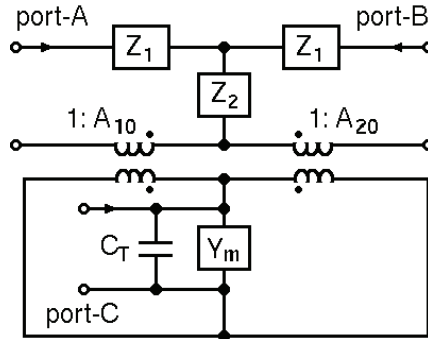 port-A port-B
Z1 Z1
Z2
1: A10 1: A20
CT Ym
port-C